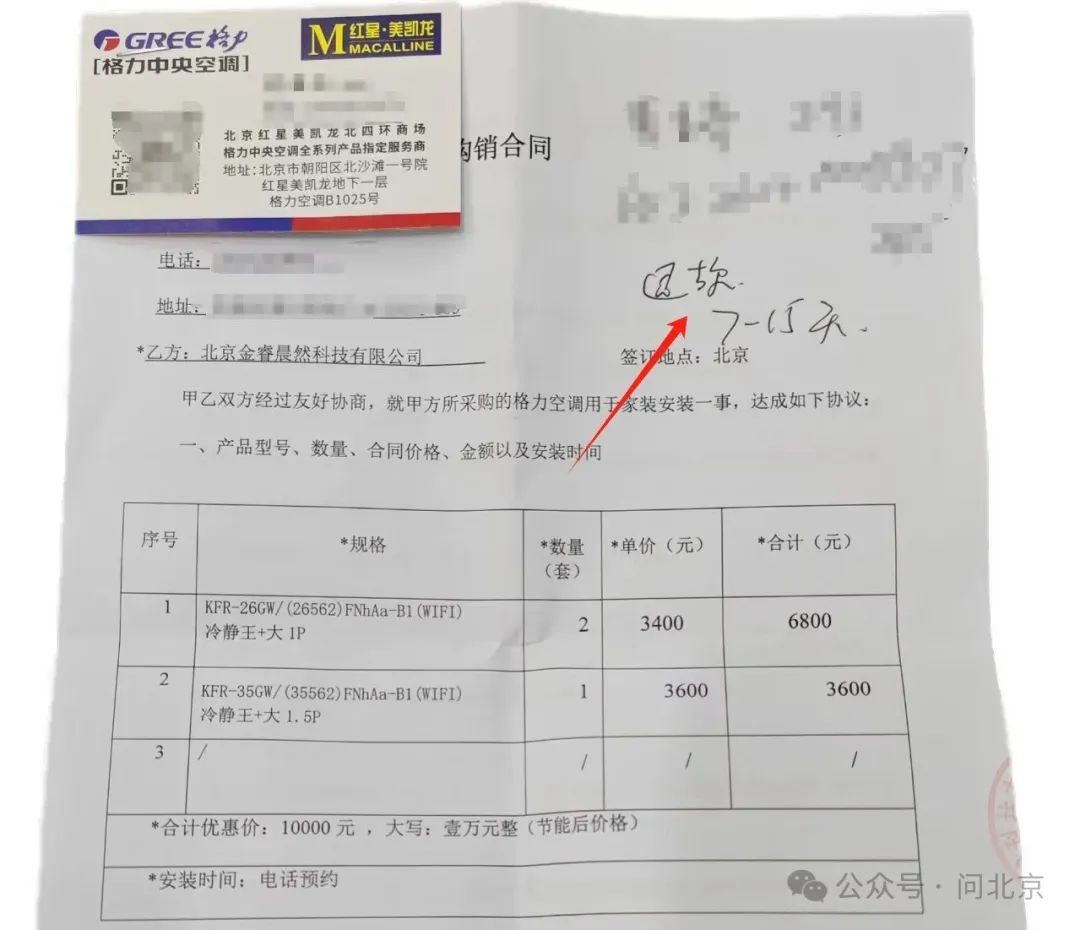 GREE格力
[格力中央空调]
M红星·美凯龙
MACALLINE
北京红星美凯龙北四环商场
格力中央空调全系列产品指定服务商
地址:北京市朝阳区北沙滩一号院
红星美凯龙地下一层
格力空调B1025号
购销合同
电话:
地址:
退款.
7-15天.
*乙方:北京金睿晨然科技有限公司
签订地点:北京
甲乙双方经过友好协商,就甲方所采购的格力空调用于家装安装一事,达成如下协议:
一、产品型号、数量、合同价格、金额以及安装时间
序号 *规格 *数量(套) *单价(元) *合计(元)
1 KFR-26GW/(26562)FNhAa-B1(WIFI) 2 3400 6800
冷静王+大 1P
2 KFR-35GW/(35562)FNhAa-B1(WIFI) 1 3600 3600
冷静王+大 1.5P
3 / / / /
*合计优惠价:10000 元 ,大写:壹万元整(节能后价格)
*安装时间:电话预约
公众号·问北京